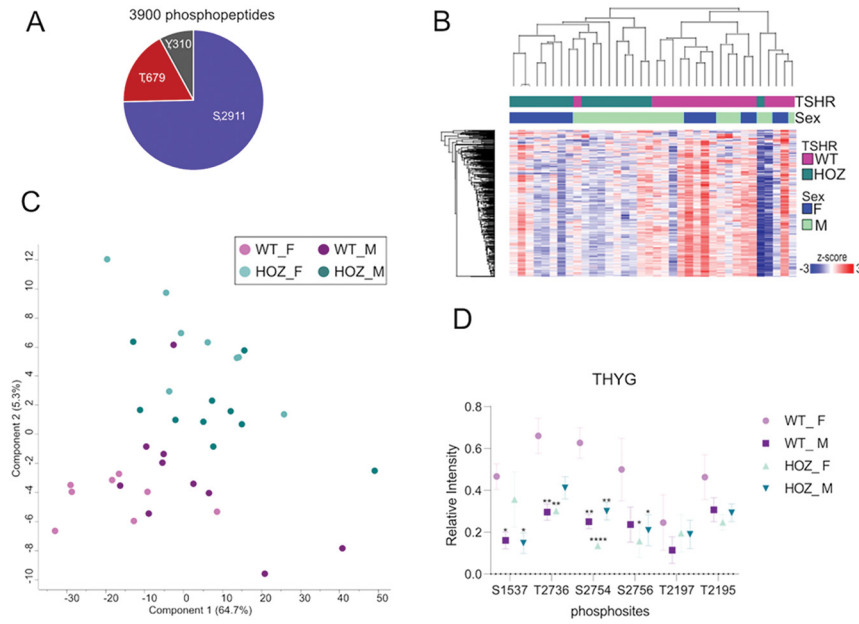 A
3900 phosphopeptides
Y,310
T,679
S,2911
B
TSHR
Sex
TSHR
WT
HOZ
Sex
F
M
z-score
-3 3
C
WT_F WT_M
HOZ_F HOZ_M
Component 2 (5.3%)
12
10
8
6
4
2
0
-2
-4
-6
-8
-10
-30 -20 -10 0 10 20 30 40 50
Component 1 (64.7%)
D
THYG
WT_ F
WT_ M
HOZ_F
HOZ_M
Relative Intensity
0.8
0.6
0.4
0.2
0.0
* * ** ** ** **** ** * *
S1537 T2736 S2754 S2756 T2197 T2195
phosphosites